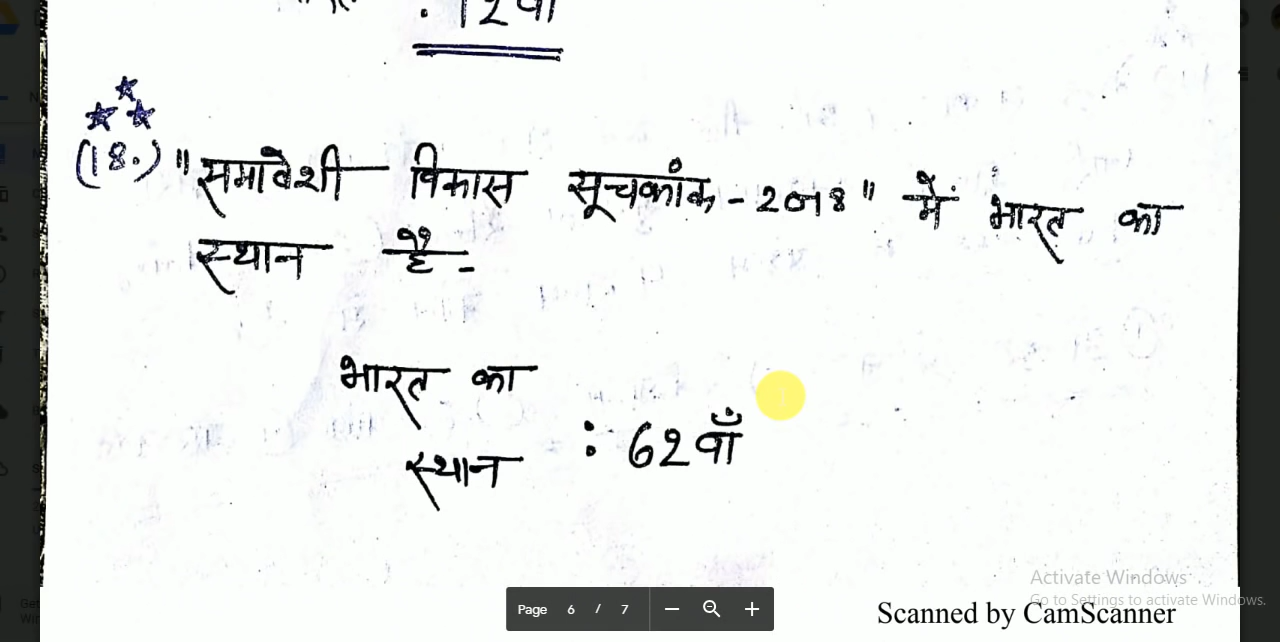 : 12वाँ
(18.) "समावेशी विकास सूचकांक - 2018" में भारत का
स्थान है -
भारत का
स्थान : 62वाँ
Activate Windows
Go to Settings to activate Windows.
Page 6 / 7
Scanned by CamScanner